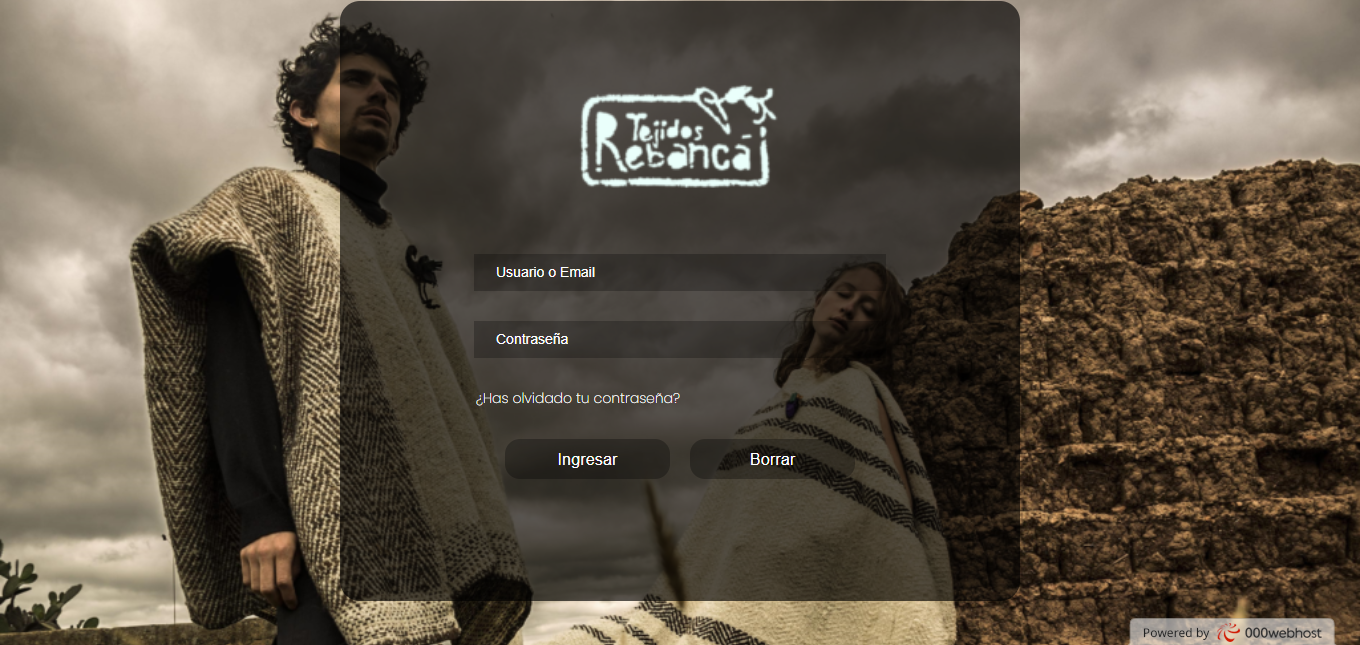 Tejidos
Rebancá
Usuario o Email
Contraseña
¿Has olvidado tu contraseña?
Ingresar
Borrar
Powered by 000webhost